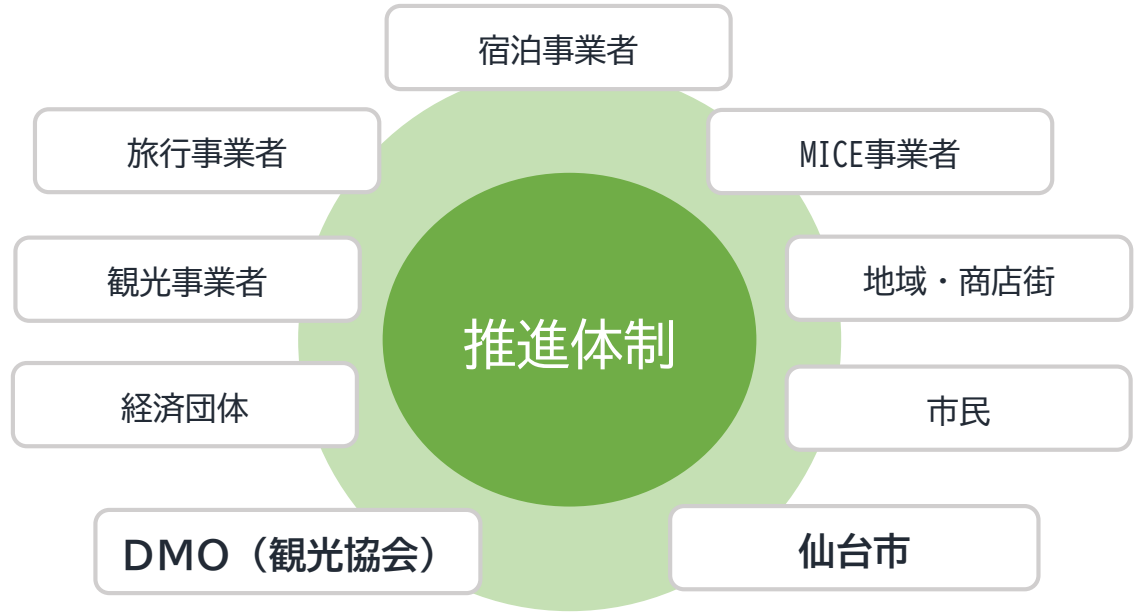 宿泊事業者
旅行事業者
MICE事業者
観光事業者
地域・商店街
推進体制
経済団体
市民
DMO（観光協会）
仙台市